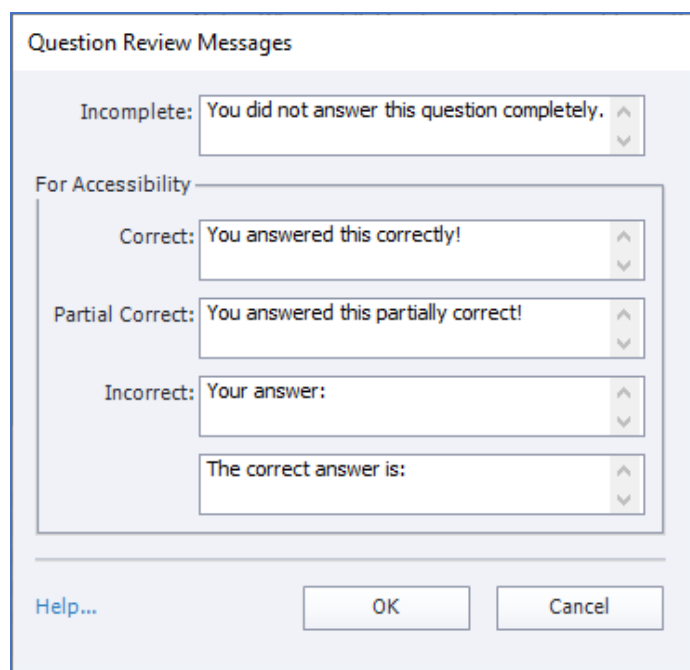 Question Review Messages
Incomplete: You did not answer this question completely.
For Accessibility
Correct: You answered this correctly!
Partial Correct: You answered this partially correct!
Incorrect: Your answer:
The correct answer is:
Help... OK Cancel